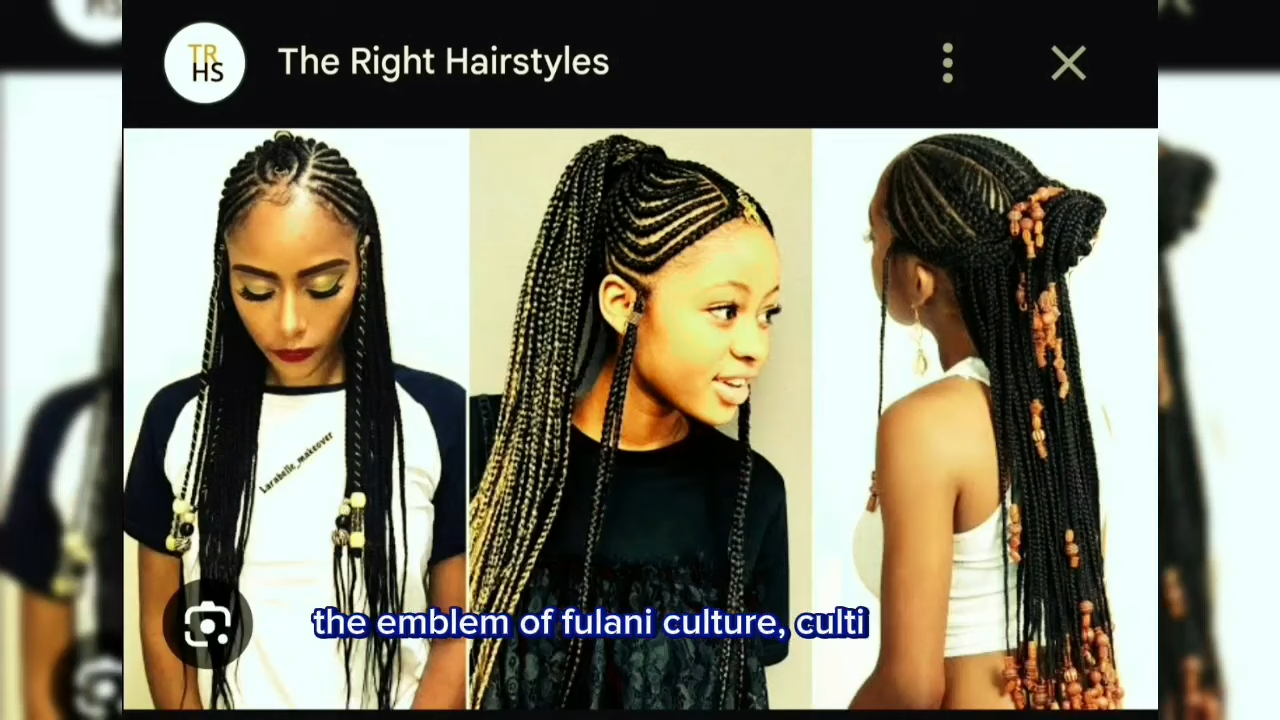 TR
HS
The Right Hairstyles
Larabelle_makeover
the emblem of fulani culture, culti